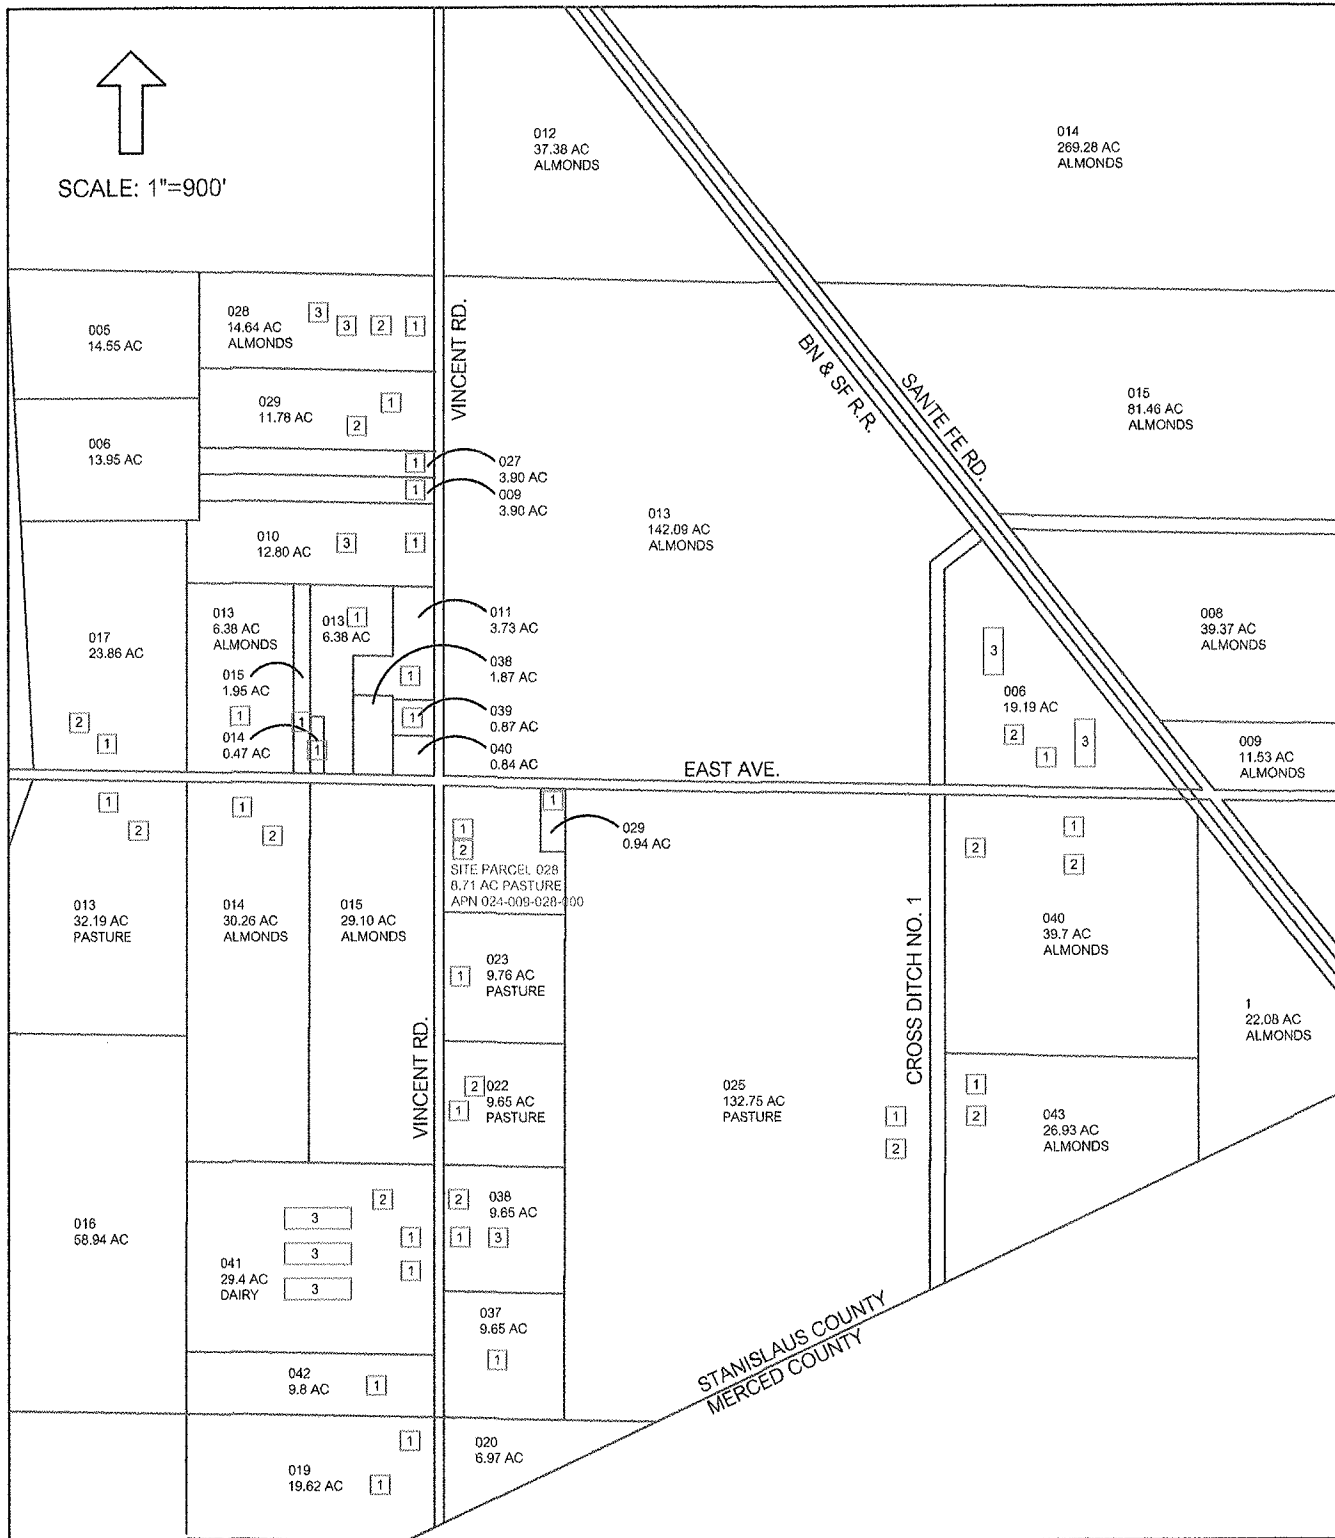 SCALE: 1"=900'
012
37.38 AC
ALMONDS
014
269.28 AC
ALMONDS
005
14.55 AC
028
14.64 AC
ALMONDS
3
3
2
1
VINCENT RD.
BN & SF R.R.
SANTE FE RD.
015
81.46 AC
ALMONDS
029
11.78 AC
1
2
006
13.95 AC
1
027
3.90 AC
1
009
3.90 AC
010
12.80 AC
3
1
013
142.09 AC
ALMONDS
017
23.86 AC
2
1
013
6.38 AC
ALMONDS
015
1.95 AC
1
014
0.47 AC
1
1
013
6.38 AC
1
011
3.73 AC
038
1.87 AC
1
039
0.87 AC
1
040
0.84 AC
3
006
19.19 AC
2
1
3
008
39.37 AC
ALMONDS
009
11.53 AC
ALMONDS
EAST AVE.
1
2
013
32.19 AC
PASTURE
1
2
014
30.26 AC
ALMONDS
015
29.10 AC
ALMONDS
1
2
SITE PARCEL 028
8.71 AC PASTURE
APN 024-009-028-000
1
029
0.94 AC
2
1
2
040
39.7 AC
ALMONDS
CROSS DITCH NO. 1
1
023
9.76 AC
PASTURE
1
22.08 AC
ALMONDS
VINCENT RD.
2
1
022
9.65 AC
PASTURE
025
132.75 AC
PASTURE
1
2
1
2
043
26.93 AC
ALMONDS
016
58.94 AC
041
29.4 AC
DAIRY
3
3
3
2
1
1
2
038
9.65 AC
1
3
037
9.65 AC
1
STANISLAUS COUNTY
MERCED COUNTY
042
9.8 AC
1
019
19.62 AC
1
1
020
6.97 AC